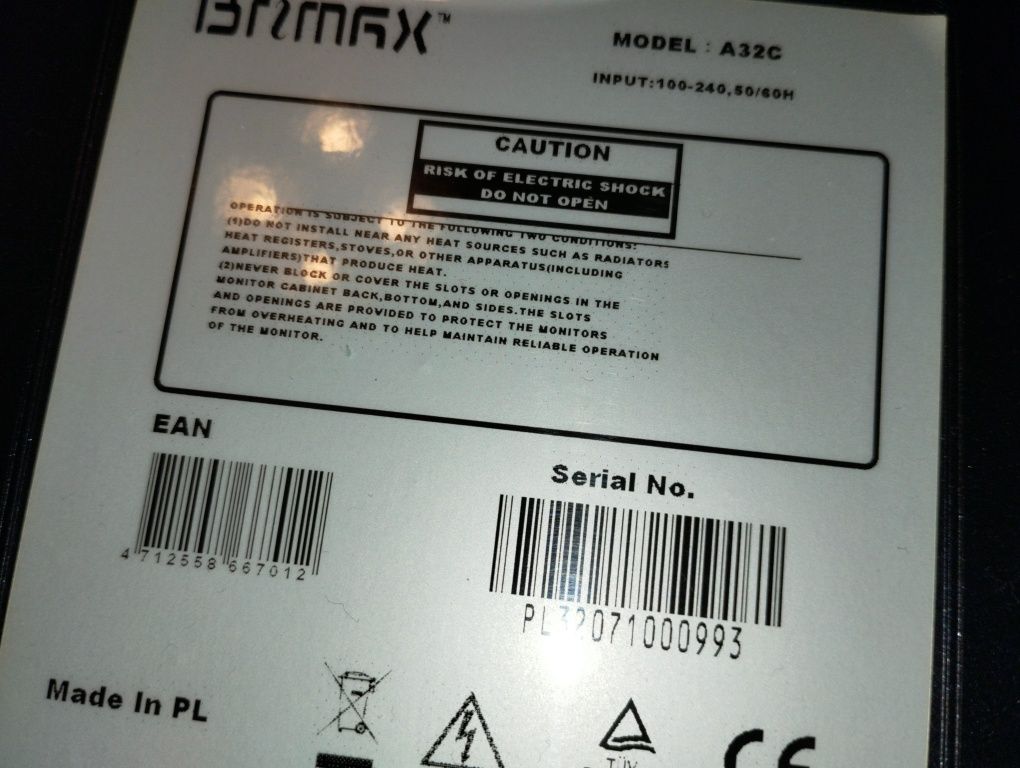 BrimAX™
MODEL : A32C
INPUT:100-240,50/60H
CAUTION
RISK OF ELECTRIC SHOCK
DO NOT OPEN
OPERATION IS SUBJECT TO THE FOLLOWING TWO CONDITIONS:
(1)DO NOT INSTALL NEAR ANY HEAT SOURCES SUCH AS RADIATORS
HEAT REGISTERS,STOVES,OR OTHER APPARATUS(INCLUDING
AMPLIFIERS)THAT PRODUCE HEAT.
(2)NEVER BLOCK OR COVER THE SLOTS OR OPENINGS IN THE
MONITOR CABINET BACK,BOTTOM,AND SIDES.THE SLOTS
AND OPENINGS ARE PROVIDED TO PROTECT THE MONITORS
FROM OVERHEATING AND TO HELP MAINTAIN RELIABLE OPERATION
OF THE MONITOR.
EAN
Serial No.
4 712558 667012
PL32071000993
Made In PL
TÜV
CE